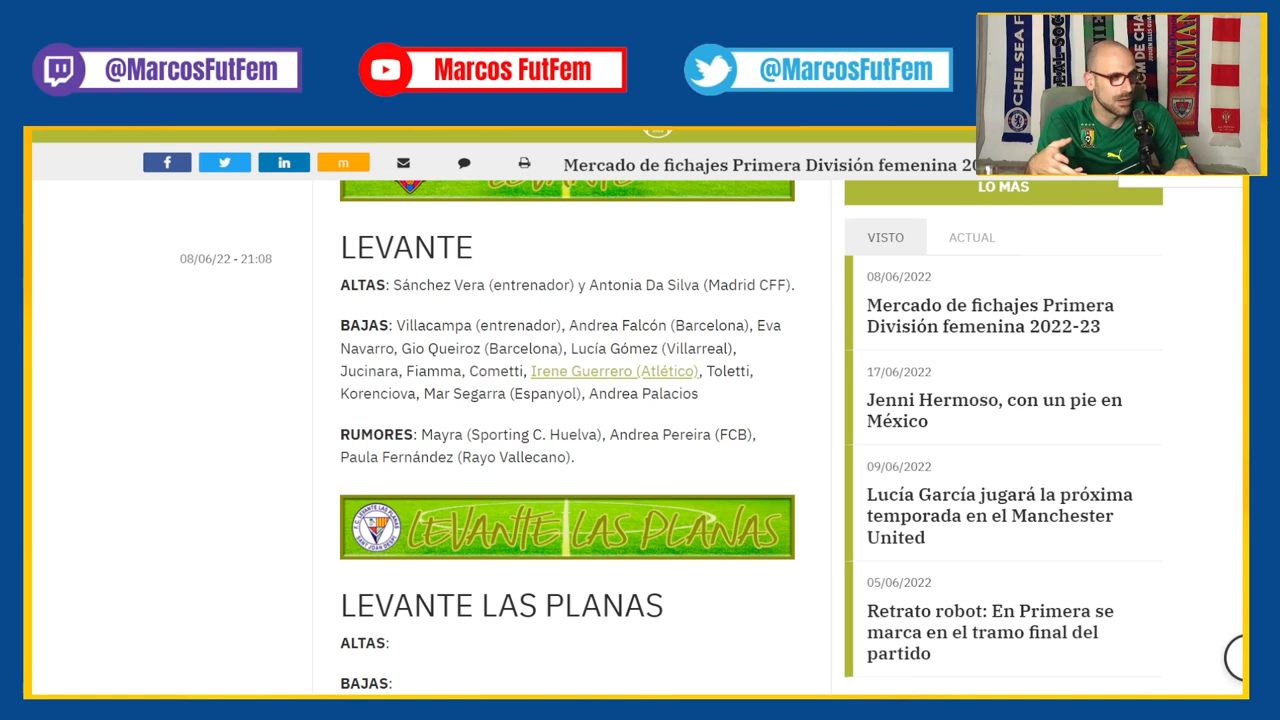 @MarcosFutFem
Marcos FutFem
@MarcosFutFem
CHELSEA F
NUMAN
m
Mercado de fichajes Primera División femenina 20
LO MÁS
08/06/22 - 21:08
LEVANTE
ALTAS: Sánchez Vera (entrenador) y Antonia Da Silva (Madrid CFF).
BAJAS: Villacampa (entrenador), Andrea Falcón (Barcelona), Eva
Navarro, Gio Queiroz (Barcelona), Lucía Gómez (Villarreal),
Jucinara, Fiamma, Cometti, Irene Guerrero (Atlético), Toletti,
Korenciova, Mar Segarra (Espanyol), Andrea Palacios
RUMORES: Mayra (Sporting C. Huelva), Andrea Pereira (FCB),
Paula Fernández (Rayo Vallecano).
LEVANTE LAS PLANAS
LEVANTE LAS PLANAS
ALTAS:
BAJAS:
VISTO
ACTUAL
08/06/2022
Mercado de fichajes Primera
División femenina 2022-23
17/06/2022
Jenni Hermoso, con un pie en
México
09/06/2022
Lucía García jugará la próxima
temporada en el Manchester
United
05/06/2022
Retrato robot: En Primera se
marca en el tramo final del
partido